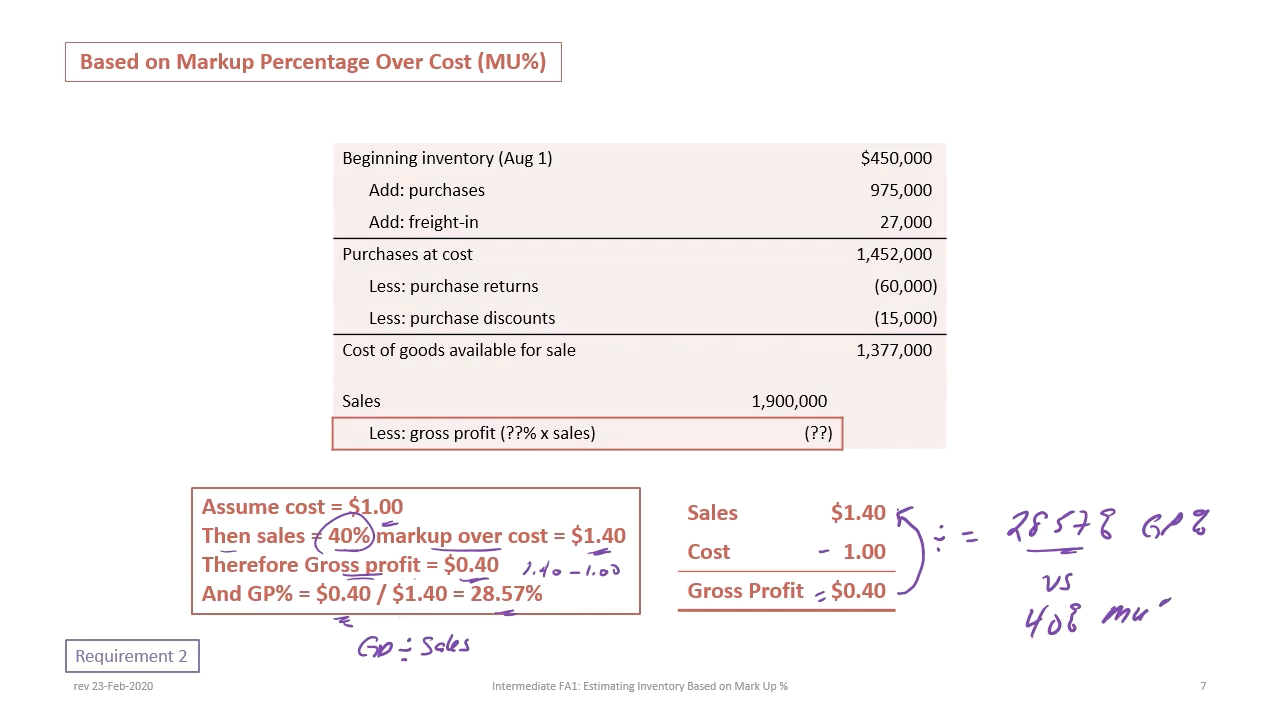 Based on Markup Percentage Over Cost (MU%)
Beginning inventory (Aug 1) $450,000
Add: purchases 975,000
Add: freight-in 27,000
Purchases at cost 1,452,000
Less: purchase returns (60,000)
Less: purchase discounts (15,000)
Cost of goods available for sale 1,377,000
Sales 1,900,000
Less: gross profit (??% x sales) (??)
Assume cost = $1.00
Then sales = 40% markup over cost = $1.40
Therefore Gross profit = $0.40 1.40 - 1.00
And GP% = $0.40 / $1.40 = 28.57%
GP ÷ Sales
Sales $1.40
Cost - 1.00
Gross Profit = $0.40
÷ = 28.57% GP%
vs
40% mu
Requirement 2
rev 23-Feb-2020
Intermediate FA1: Estimating Inventory Based on Mark Up %
7